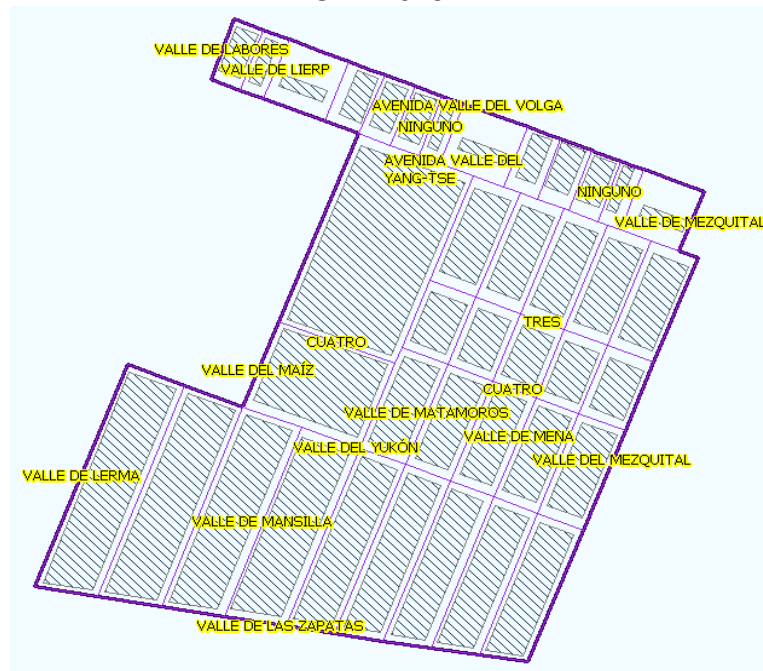 VALLE DE LABORES
VALLE DE LIERP
AVENIDA VALLE DEL VOLGA
NINGUNO
AVENIDA VALLE DEL
YANG-TSE
NINGUNO
VALLE DE MEZQUITAL
TRES
CUATRO
VALLE DEL MAÍZ
CUATRO
VALLE DE MATAMOROS
VALLE DE MENA
VALLE DEL YUKÓN
VALLE DEL MEZQUITAL
VALLE DE LERMA
VALLE DE MANSILLA
VALLE DE LAS ZAPATAS